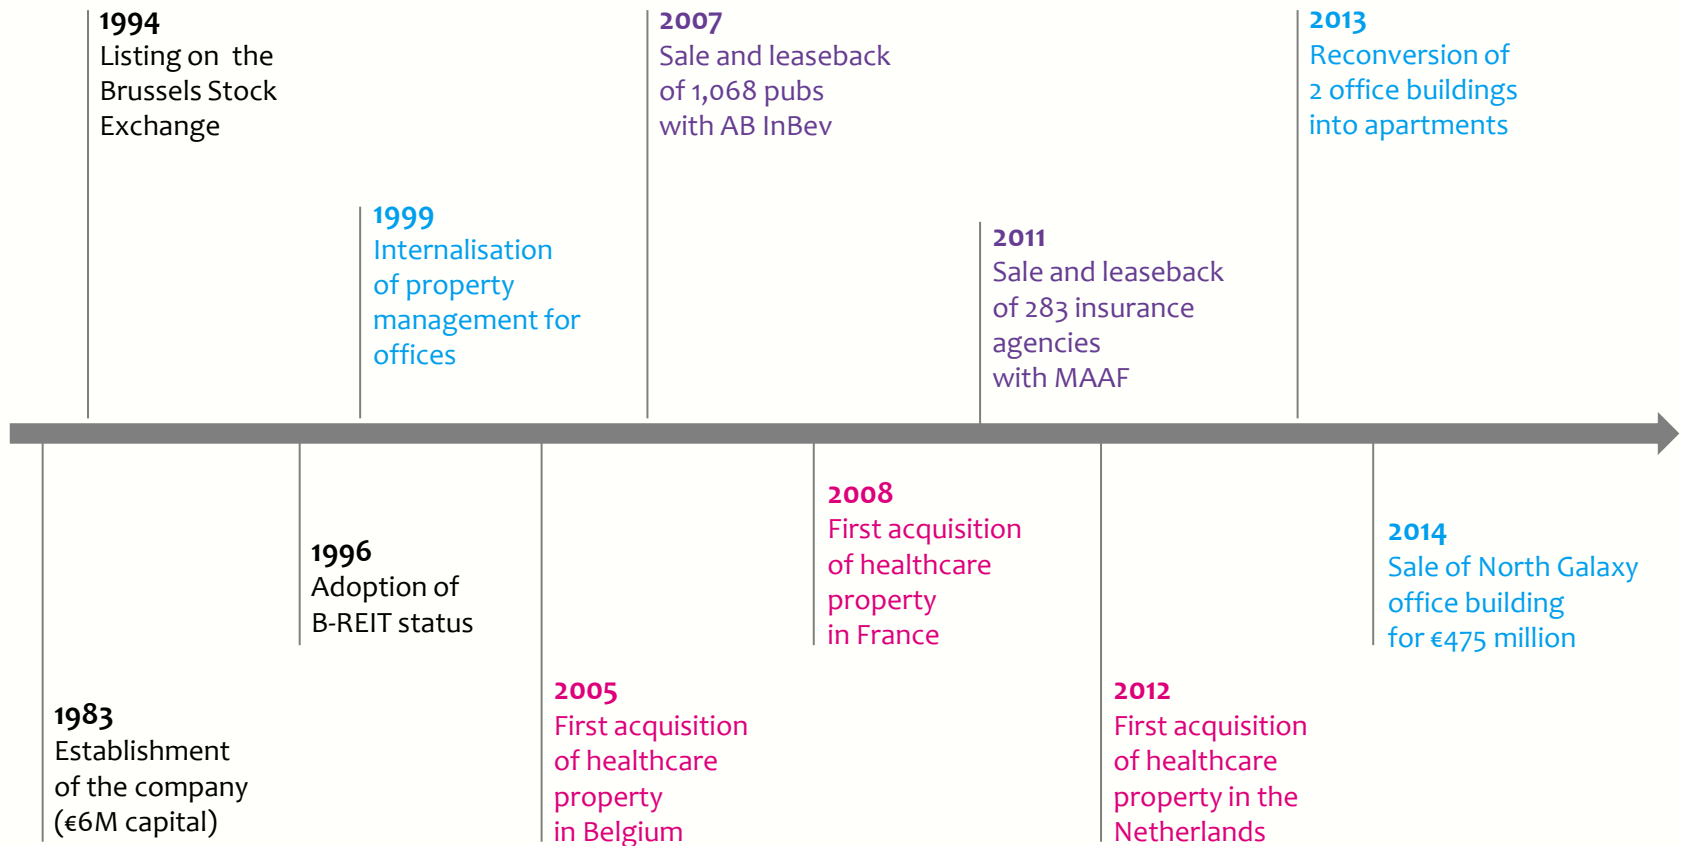 1994
Listing on the
Brussels Stock
Exchange
2007
Sale and leaseback
of 1,068 pubs
with AB InBev
2013
Reconversion of
2 office buildings
into apartments
1999
Internalisation
of property
management for
offices
2011
Sale and leaseback
of 283 insurance
agencies
with MAAF
1983
Establishment
of the company
(€6M capital)
1996
Adoption of
B-REIT status
2005
First acquisition
of healthcare
property
in Belgium
2008
First acquisition
of healthcare
property
in France
2012
First acquisition
of healthcare
property in the
Netherlands
2014
Sale of North Galaxy
office building
for €475 million